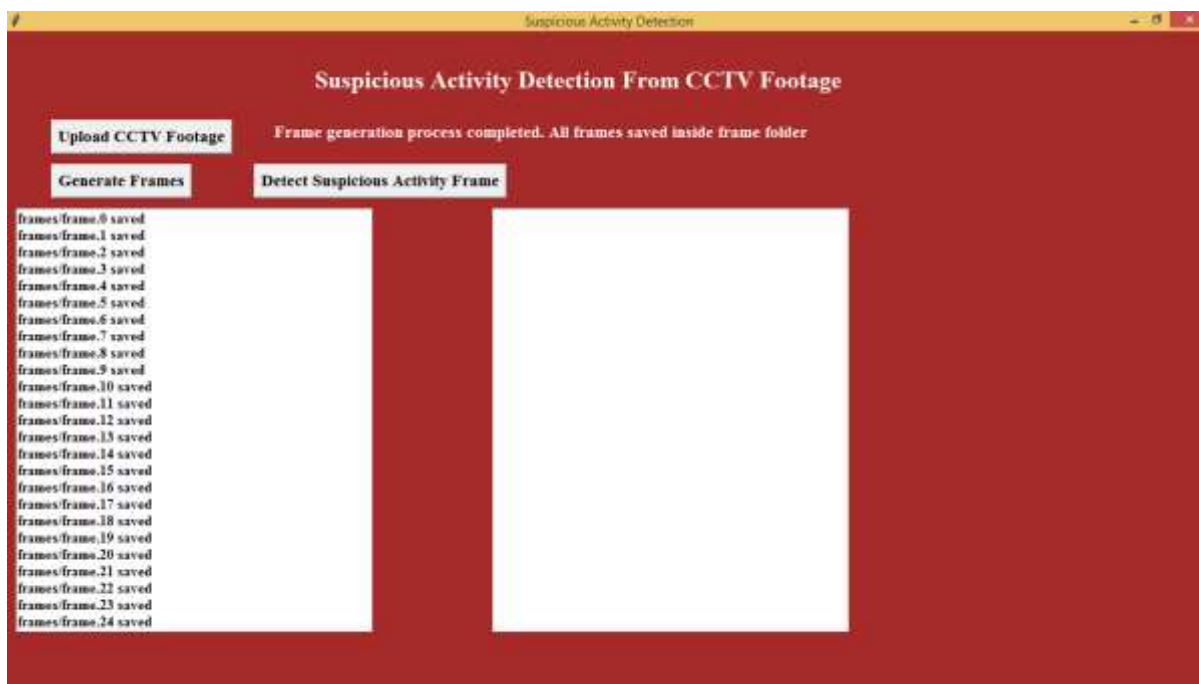 Suspicious Activity Detection
Suspicious Activity Detection From CCTV Footage
Upload CCTV Footage
Frame generation process completed. All frames saved inside frame folder
Generate Frames
Detect Suspicious Activity Frame
frames/frame.0 saved
frames/frame.1 saved
frames/frame.2 saved
frames/frame.3 saved
frames/frame.4 saved
frames/frame.5 saved
frames/frame.6 saved
frames/frame.7 saved
frames/frame.8 saved
frames/frame.9 saved
frames/frame.10 saved
frames/frame.11 saved
frames/frame.12 saved
frames/frame.13 saved
frames/frame.14 saved
frames/frame.15 saved
frames/frame.16 saved
frames/frame.17 saved
frames/frame.18 saved
frames/frame.19 saved
frames/frame.20 saved
frames/frame.21 saved
frames/frame.22 saved
frames/frame.23 saved
frames/frame.24 saved